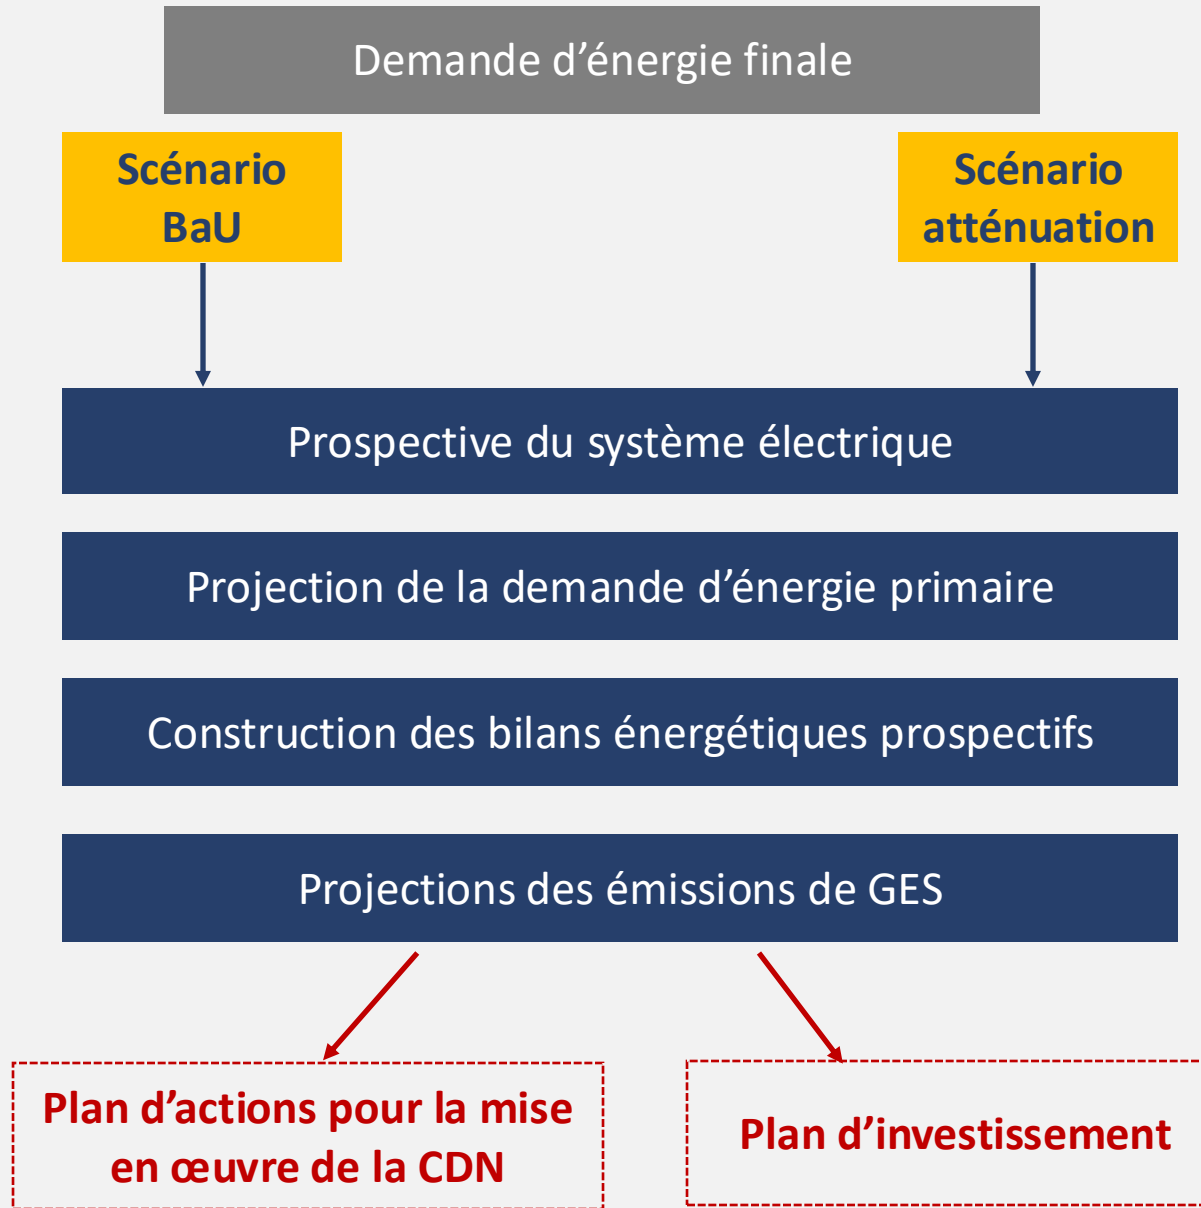 Demande d’énergie finale
Scénario
BaU
Scénario
atténuation
Prospective du système électrique
Projection de la demande d’énergie primaire
Construction des bilans énergétiques prospectifs
Projections des émissions de GES
Plan d’actions pour la mise
en œuvre de la CDN
Plan d’investissement